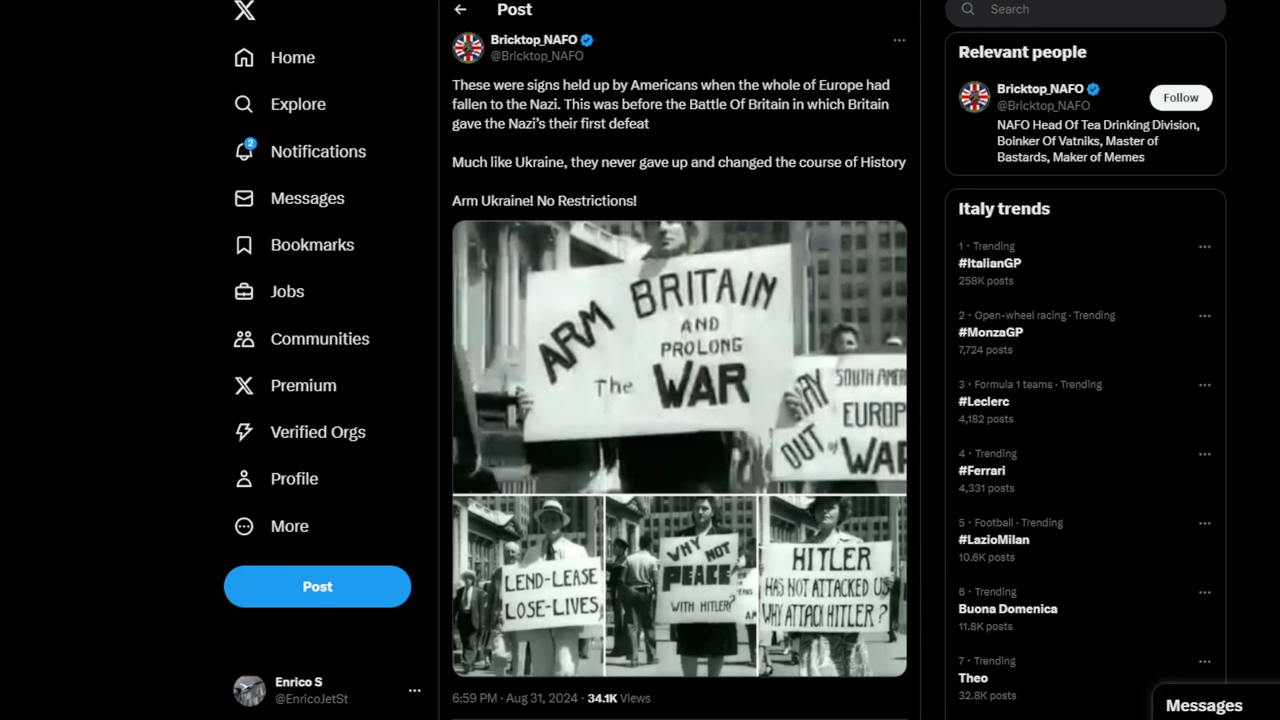 Home
Explore
2
Notifications
Messages
Bookmarks
Jobs
Communities
Premium
Verified Orgs
Profile
More
Post
Enrico S
@EnricoJetSt
Post
Bricktop_NAFO
@Bricktop_NAFO
These were signs held up by Americans when the whole of Europe had
fallen to the Nazi. This was before the Battle Of Britain in which Britain
gave the Nazi's their first defeat
Much like Ukraine, they never gave up and changed the course of History
Arm Ukraine! No Restrictions!
ARM BRITAIN
AND
PROLONG
The WAR
SOUTH AMER
EUROP
OUT of WAR
LEND-LEASE
LOSE-LIVES
WHY NOT
PEACE
WITH HITLER?
HITLER
HAS NOT ATTACKED US
WHY ATTACK HITLER?
6:59 PM · Aug 31, 2024 · 34.1K Views
Search
Relevant people
Bricktop_NAFO
@Bricktop_NAFO
Follow
NAFO Head Of Tea Drinking Division,
Boinker Of Vatniks, Master of
Bastards, Maker of Memes
Italy trends
1 · Trending
#ItalianGP
258K posts
2 · Open-wheel racing · Trending
#MonzaGP
7,724 posts
3 · Formula 1 teams · Trending
#Leclerc
4,182 posts
4 · Trending
#Ferrari
4,331 posts
5 · Football · Trending
#LazioMilan
10.6K posts
6 · Trending
Buona Domenica
11.8K posts
7 · Trending
Theo
32.8K posts
Messages